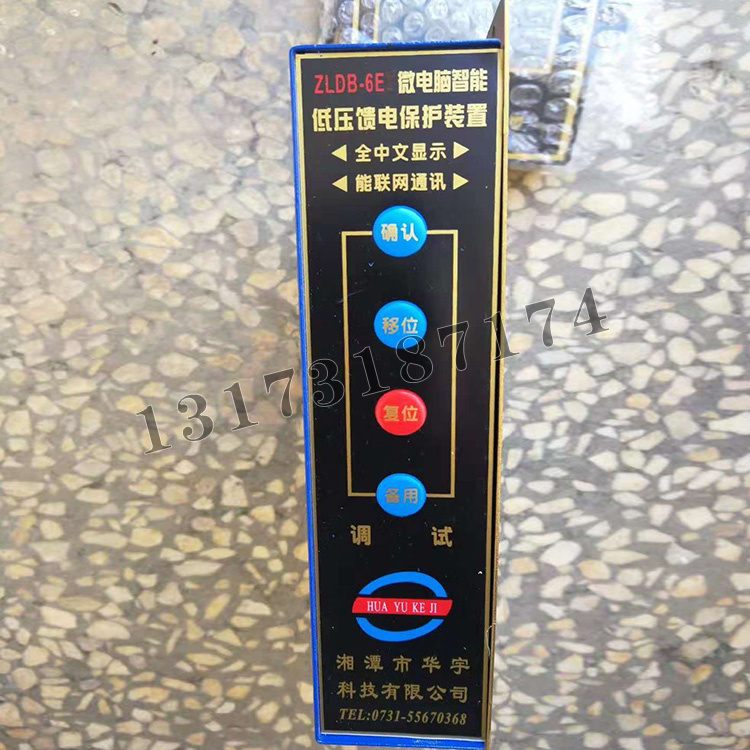 ZLDB-6E 微电脑智能
低压馈电保护装置
全中文显示
能联网通讯
确认
移位
13173187174
复位
备用
调试
HUA YU KE JI
湘潭市华宇
科技有限公司
TEL:0731-55670368